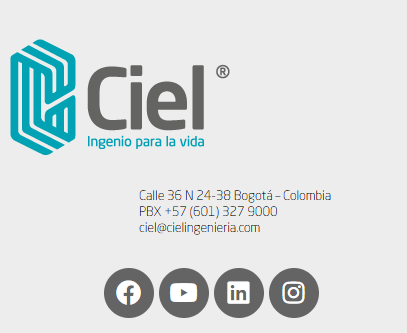 Ciel ®
Ingenio para la vida
Calle 36 N 24-38 Bogotá – Colombia
PBX +57 (601) 327 9000
ciel@cielingenieria.com